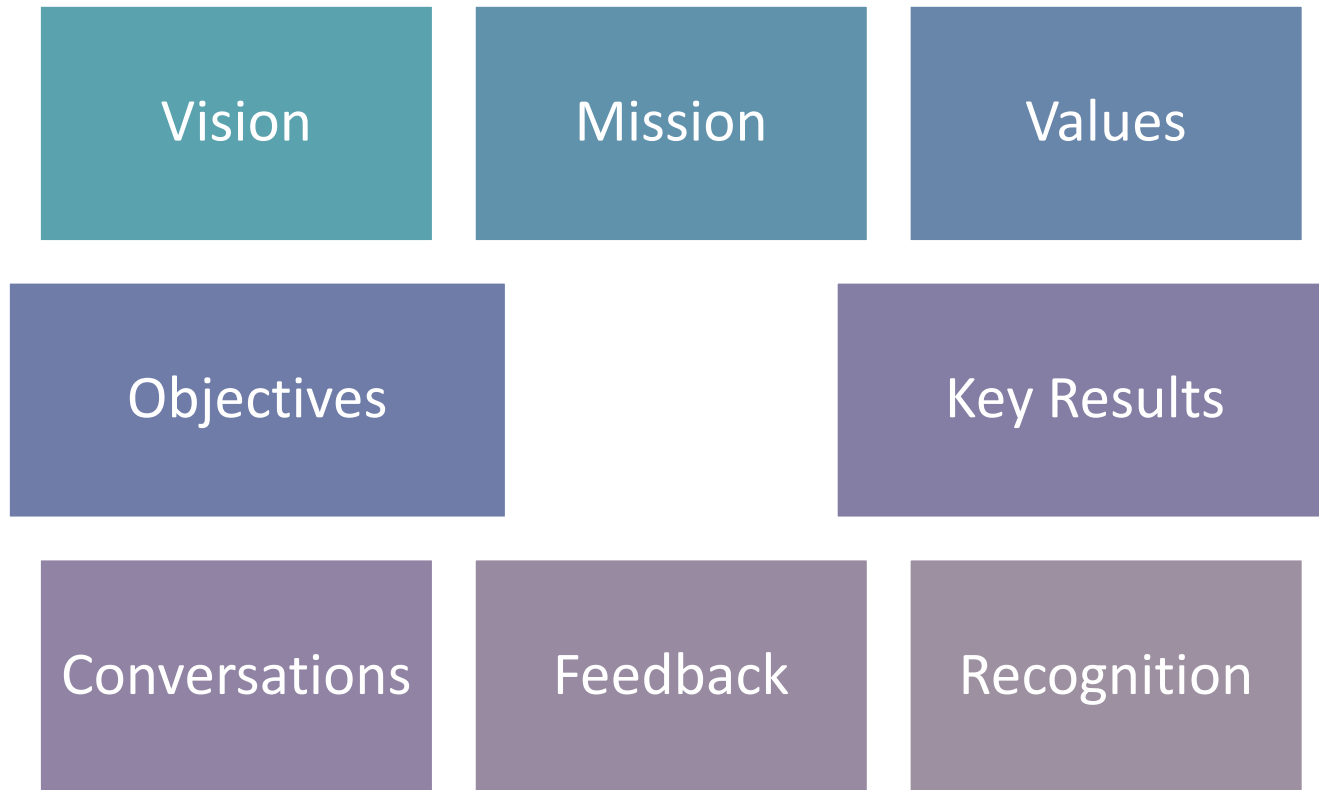 Vision
Mission
Values
Objectives
Key Results
Conversations
Feedback
Recognition